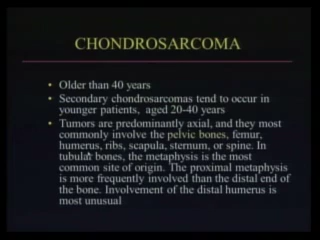 CHONDROSARCOMA
• Older than 40 years
• Secondary chondrosarcomas tend to occur in
younger patients, aged 20-40 years
• Tumors are predominantly axial, and they most
commonly involve the pelvic bones, femur,
humerus, ribs, scapula, sternum, or spine. In
tubular bones, the metaphysis is the most
common site of origin. The proximal metaphysis
is more frequently involved than the distal end of
the bone. Involvement of the distal humerus is
most unusual